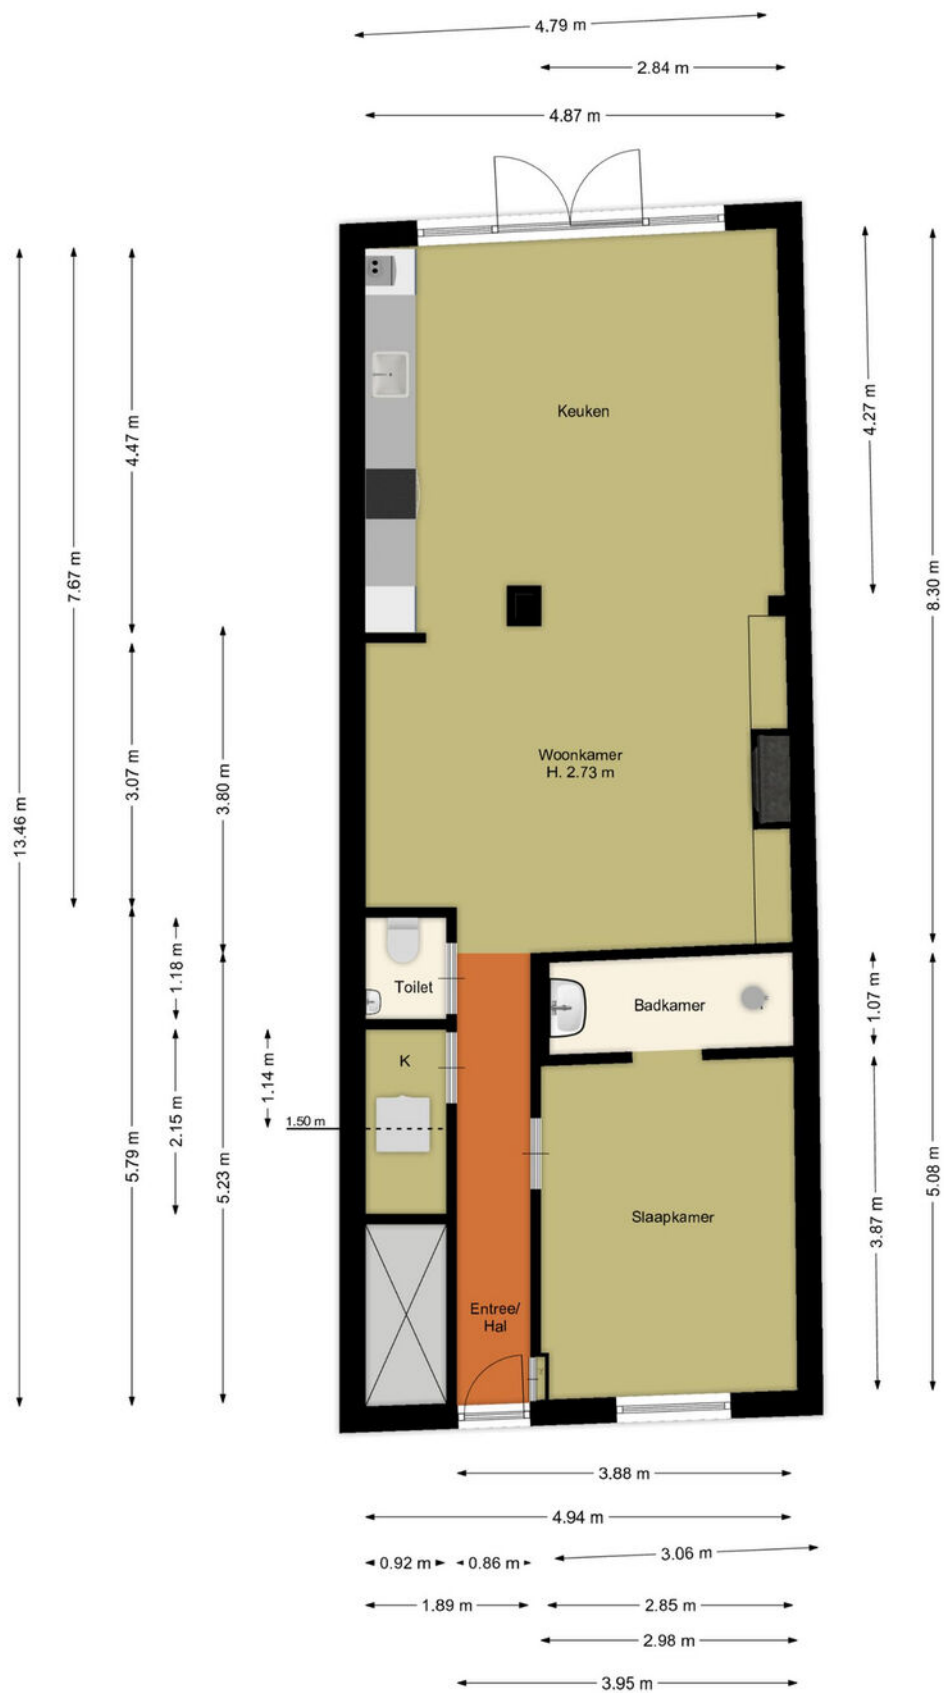 4.79 m
2.84 m
4.87 m
Keuken
4.47 m
4.27 m
7.67 m
8.30 m
Woonkamer
H. 2.73 m
3.07 m
3.80 m
13.46 m
Toilet
1.18 m
Badkamer
1.07 m
K
1.14 m
1.50 m
2.15 m
5.79 m
5.23 m
Slaapkamer
3.87 m
5.08 m
Entree/
Hal
3.88 m
4.94 m
3.06 m
0.92 m
0.86 m
1.89 m
2.85 m
2.98 m
3.95 m